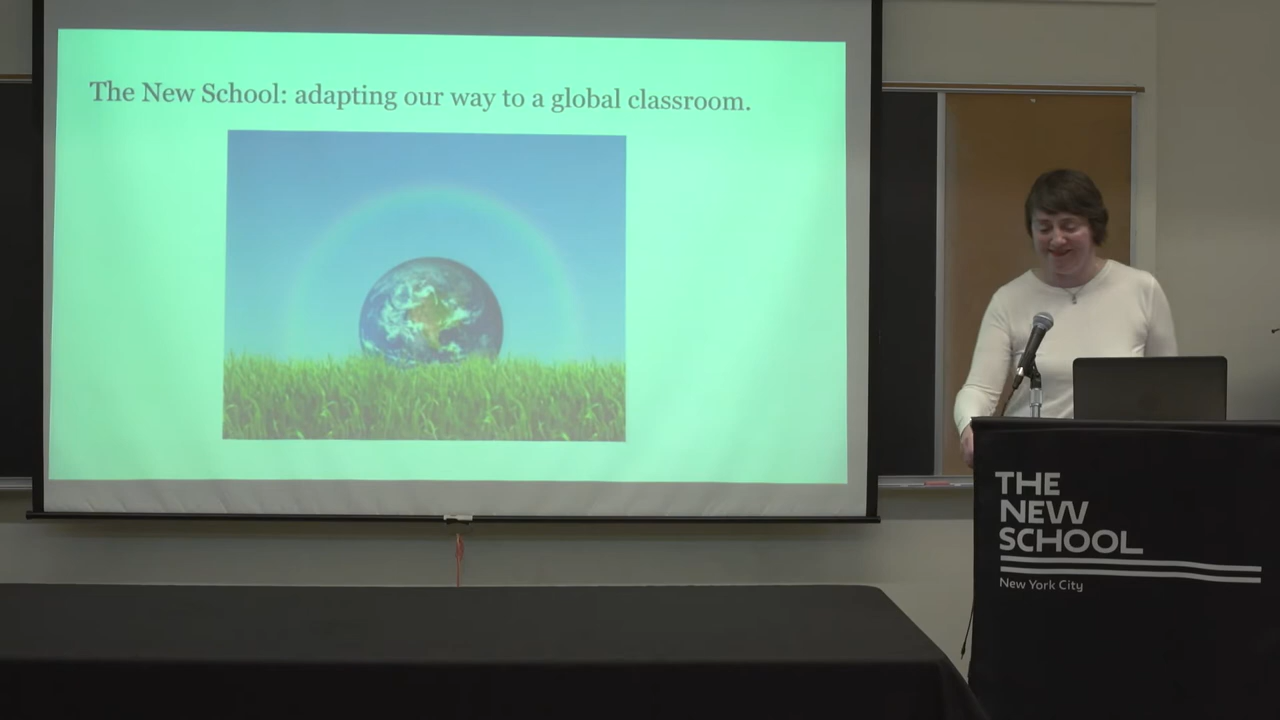 The New School: adapting our way to a global classroom.
THE
NEW
SCHOOL
New York City